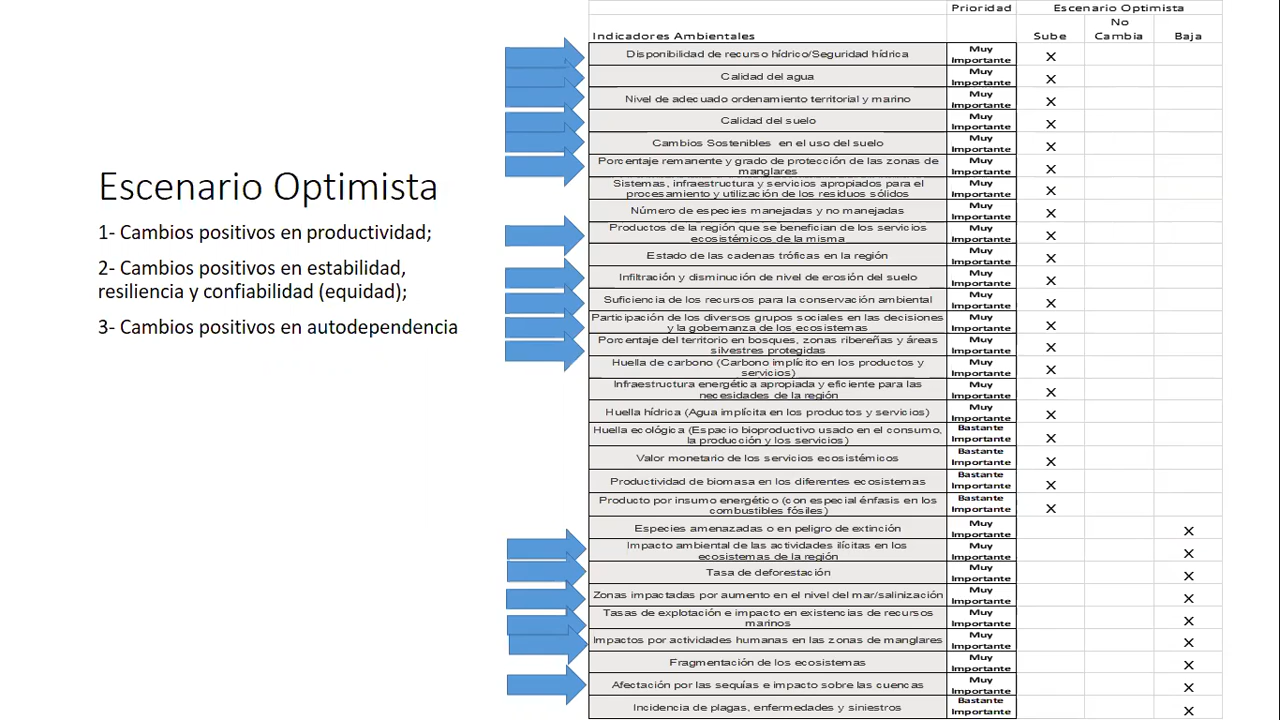 Escenario Optimista
1- Cambios positivos en productividad;
2- Cambios positivos en estabilidad,
resiliencia y confiabilidad (equidad);
3- Cambios positivos en autodependencia
Prioridad Escenario Optimista
Indicadores Ambientales Sube No Cambia Baja
Disponibilidad de recurso hídrico/Seguridad hídrica Muy Importante X
Calidad del agua Muy Importante X
Nivel de adecuado ordenamiento territorial y marino Muy Importante X
Calidad del suelo Muy Importante X
Cambios Sostenibles en el uso del suelo Muy Importante X
Porcentaje remanente y grado de protección de las zonas de manglares Muy Importante X
Sistemas, infraestructura y servicios apropiados para el procesamiento y utilización de los residuos sólidos Muy Importante X
Número de especies manejadas y no manejadas Muy Importante X
Productos de la región que se benefician de los servicios ecosistémicos de la misma Muy Importante X
Estado de las cadenas tróficas en la región Muy Importante X
Infiltración y disminución de nivel de erosión del suelo Muy Importante X
Suficiencia de los recursos para la conservación ambiental Muy Importante X
Participación de los diversos grupos sociales en las decisiones y la gobernanza de los ecosistemas Muy Importante X
Porcentaje del territorio en bosques, zonas ribereñas y áreas silvestres protegidas Muy Importante X
Huella de carbono (Carbono implícito en los productos y servicios) Muy Importante X
Infraestructura energética apropiada y eficiente para las necesidades de la región Muy Importante X
Huella hídrica (Agua implícita en los productos y servicios) Muy Importante X
Huella ecológica (Espacio bioproductivo usado en el consumo, la producción y los servicios) Bastante Importante X
Valor monetario de los servicios ecosistémicos Bastante Importante X
Productividad de biomasa en los diferentes ecosistemas Bastante Importante X
Producto por insumo energético (con especial énfasis en los combustibles fósiles) Bastante Importante X
Especies amenazadas o en peligro de extinción Muy Importante X
Impacto ambiental de las actividades ilícitas en los ecosistemas de la región Muy Importante X
Tasa de deforestación Muy Importante X
Zonas impactadas por aumento en el nivel del mar/salinización Muy Importante X
Tasas de explotación e impacto en existencias de recursos marinos Muy Importante X
Impactos por actividades humanas en las zonas de manglares Muy Importante X
Fragmentación de los ecosistemas Muy Importante X
Afectación por las sequías e impacto sobre las cuencas Muy Importante X
Incidencia de plagas, enfermedades y siniestros Bastante Importante X